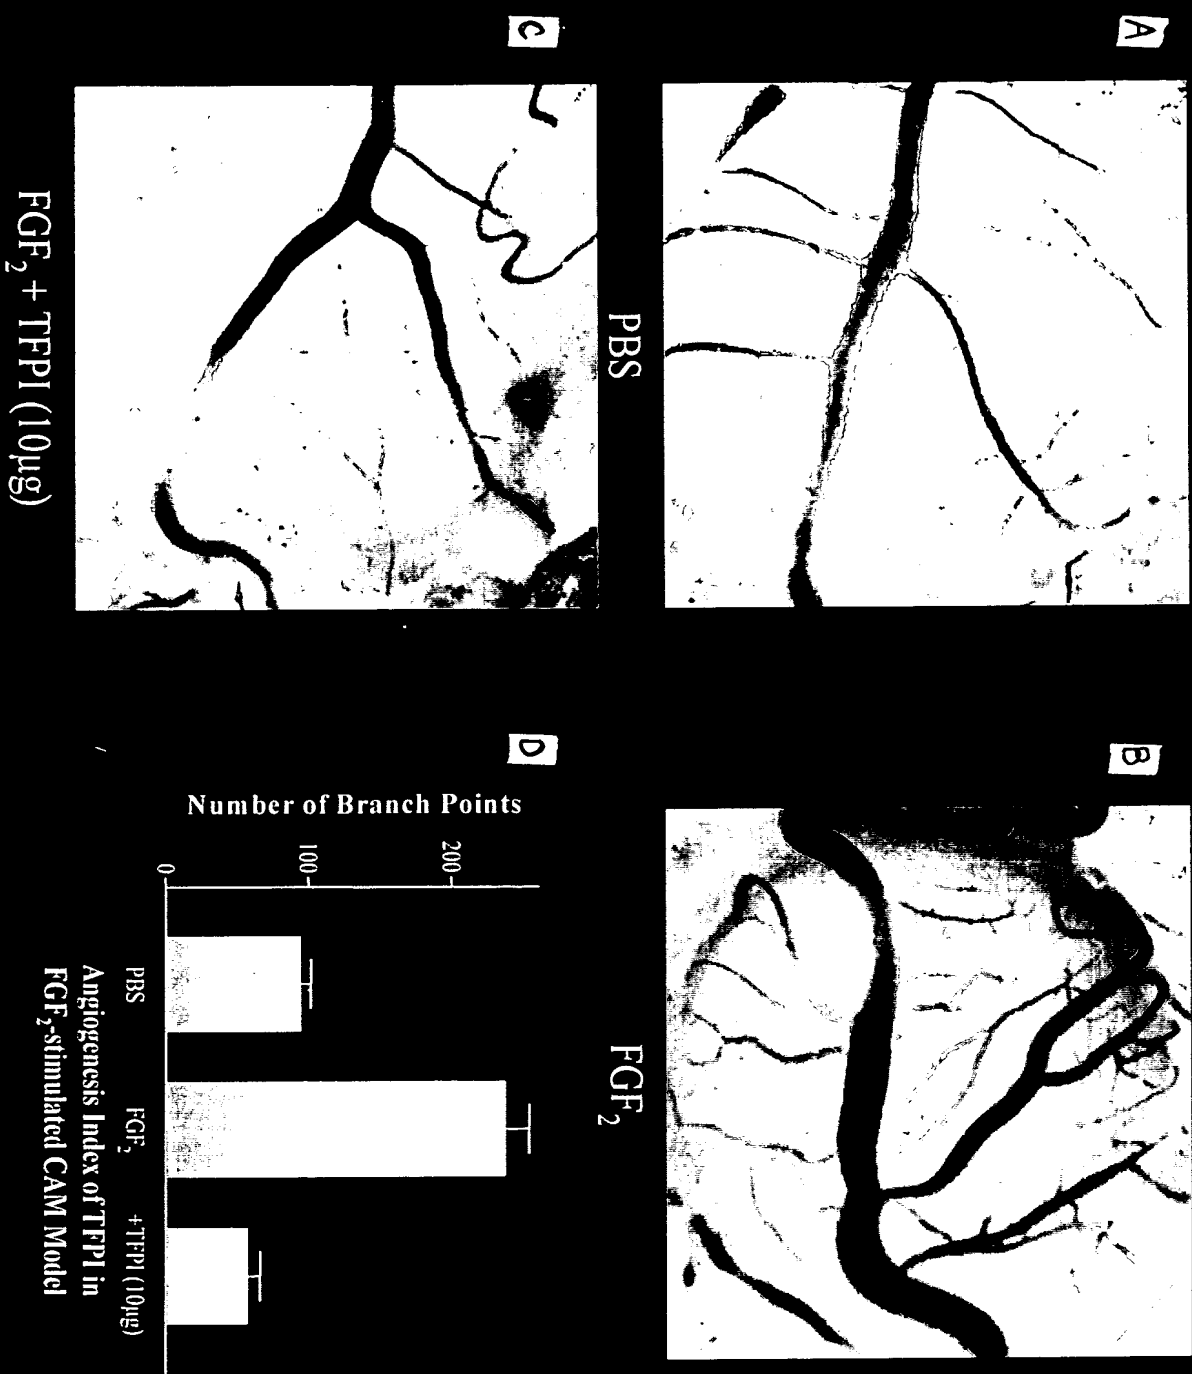 A
PBS
B
FGF₂
C
FGF₂ + TFPI (10µg)
D
Number of Branch Points
200
100
0
PBS
FGF₂
+TFPI (10µg)
Angiogenesis Index of TFPI in
FGF₂-stimulated CAM Model